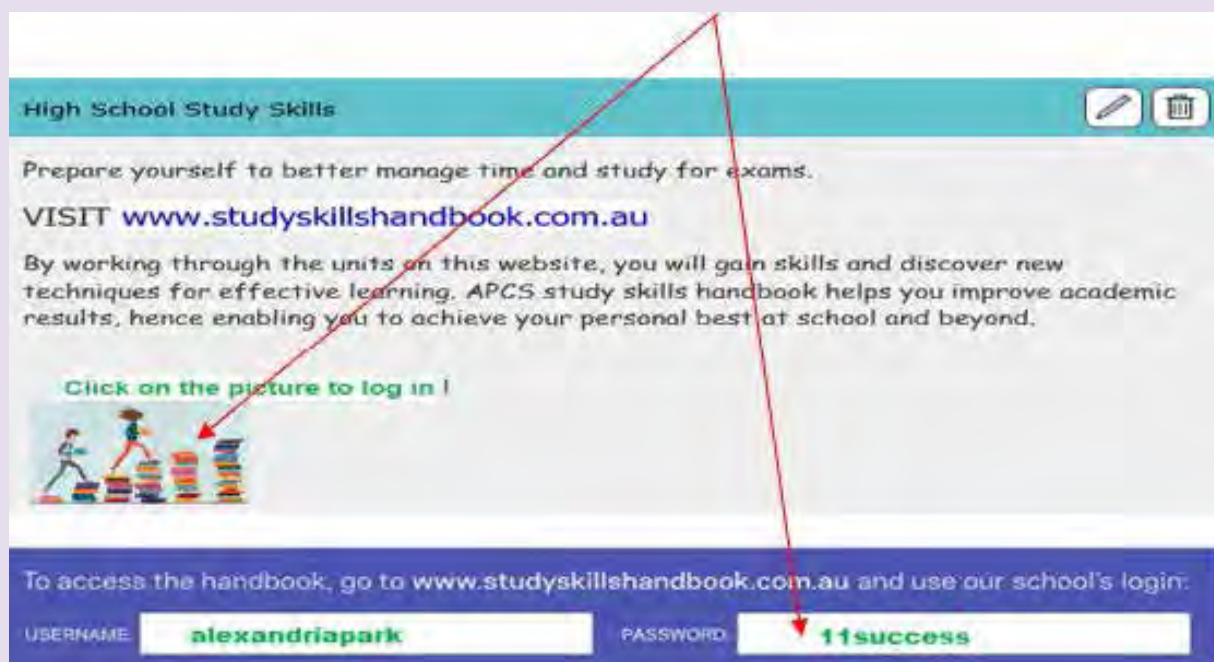 High School Study Skills
Prepare yourself to better manage time and study for exams.
VISIT www.studyskillshandbook.com.au
By working through the units on this website, you will gain skills and discover new
techniques for effective learning. APCS study skills handbook helps you improve academic
results, hence enabling you to achieve your personal best at school and beyond.
Click on the picture to log in !
To access the handbook, go to www.studyskillshandbook.com.au and use our school's login:
USERNAME: alexandriapark PASSWORD: 11success